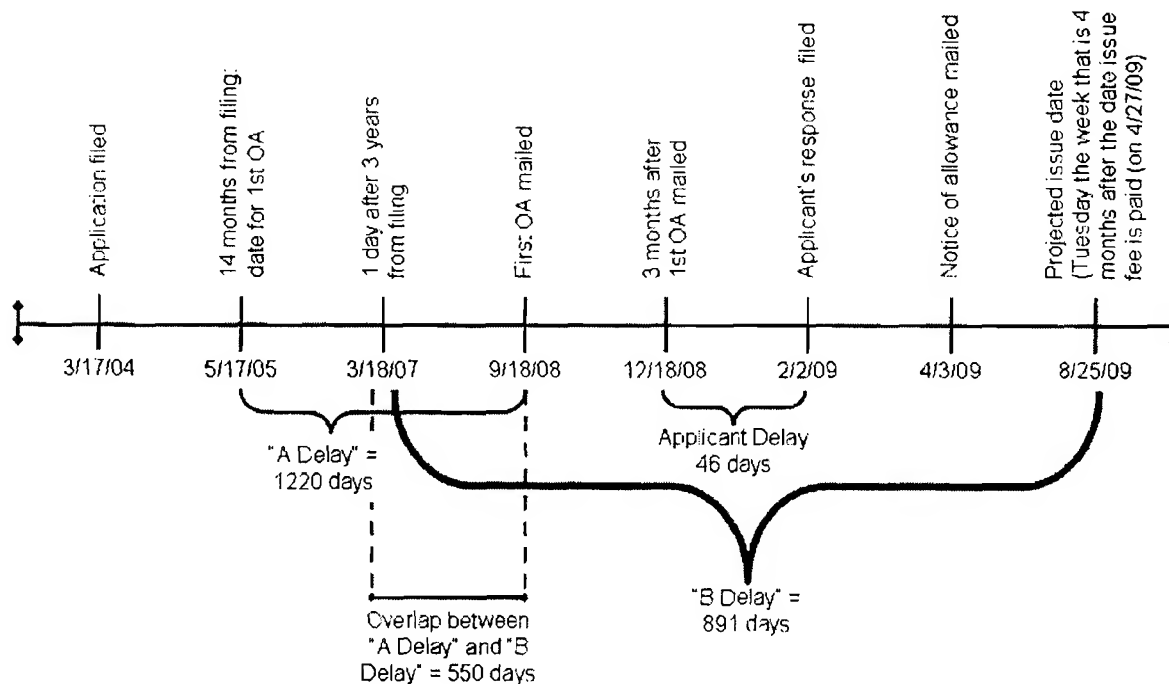 Application filed
14 months from filing:
date for 1st OA
1 day after 3 years
from filing
First OA mailed
3 months after
1st OA mailed
Applicant's response filed
Notice of allowance mailed
Projected issue date
(Tuesday the week that is 4
months after the date issue
fee is paid (on 4/27/09)
3/17/04
5/17/05
3/18/07
9/18/08
12/18/08
2/2/09
4/3/09
8/25/09
"A Delay" =
1220 days
Applicant Delay
46 days
Overlap between
"A Delay" and "B
Delay" = 550 days
"B Delay" =
891 days